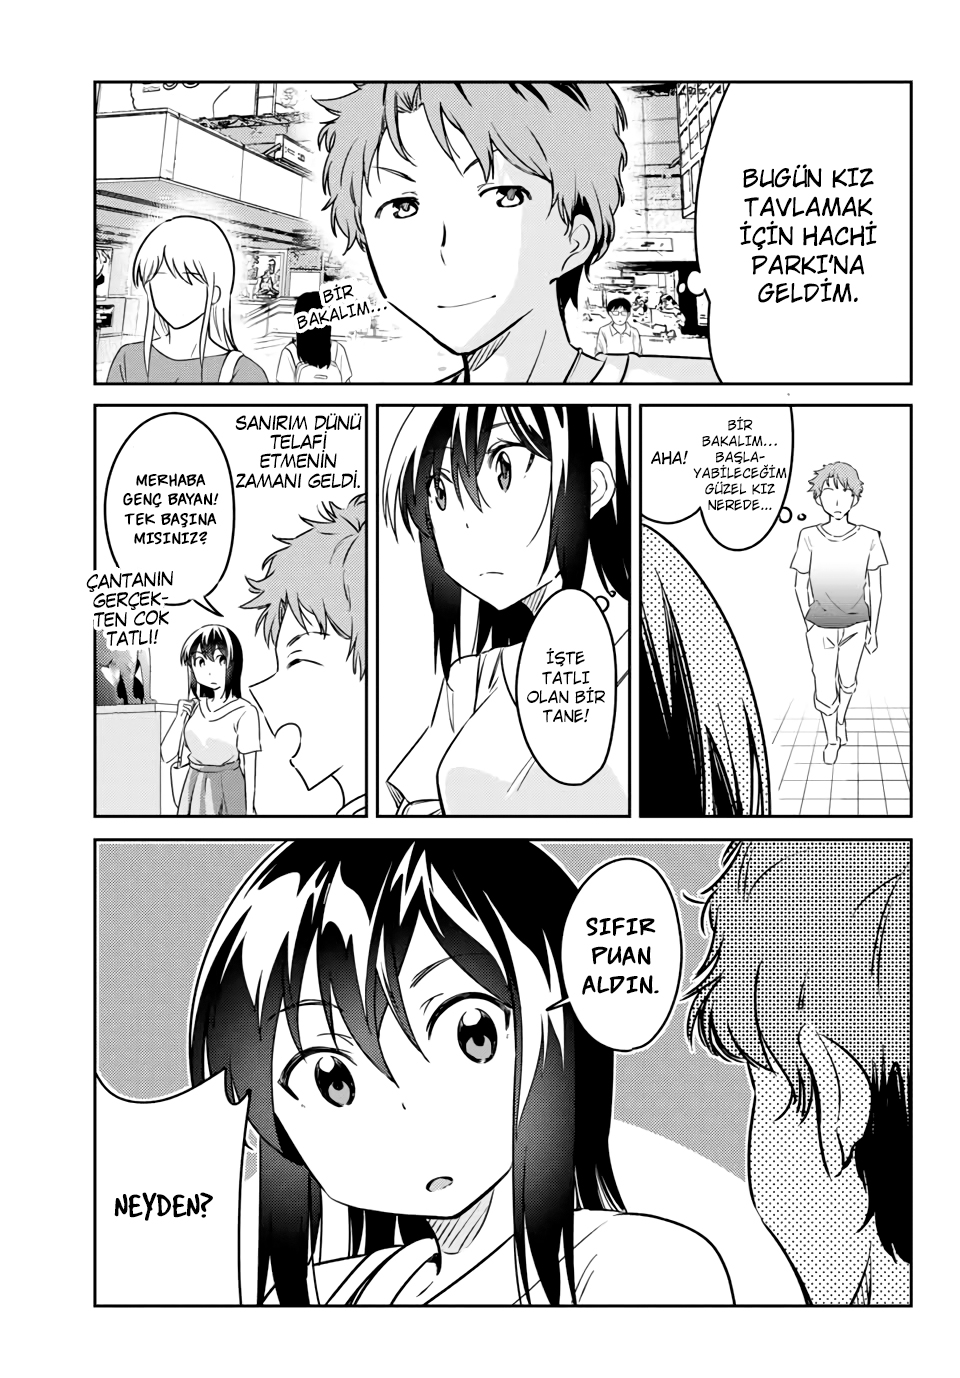 BUGÜN KIZ
TAVLAMAK
İÇİN HACHİ
PARKI'NA
GELDİM.
BİR
BAKALIM...
BİR
BAKALIM...
BAŞLA-
YABİLECEĞİM
GÜZEL KIZ
NEREDE...
AHA!
İŞTE
TATLI
OLAN BİR
TANE!
SANIRIM DÜNÜ
TELAFİ
ETMENİN
ZAMANI GELDİ.
MERHABA
GENÇ BAYAN!
TEK BAŞINA
MISINIZ?
ÇANTANIN
GERÇEK-
TEN ÇOK
TATLI!
SIFIR
PUAN
ALDIN.
NEYDEN?